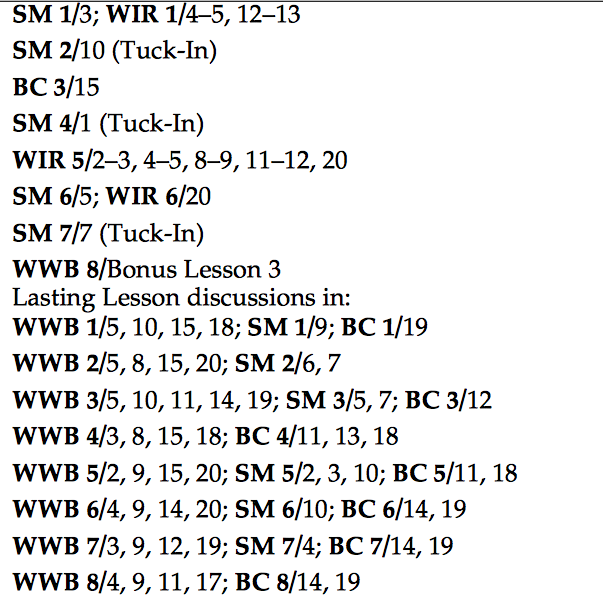 SM 1/3; WIR 1/4–5, 12–13
SM 2/10 (Tuck-In)
BC 3/15
SM 4/1 (Tuck-In)
WIR 5/2–3, 4–5, 8–9, 11–12, 20
SM 6/5; WIR 6/20
SM 7/7 (Tuck-In)
WWB 8/Bonus Lesson 3
Lasting Lesson discussions in:
WWB 1/5, 10, 15, 18; SM 1/9; BC 1/19
WWB 2/5, 8, 15, 20; SM 2/6, 7
WWB 3/5, 10, 11, 14, 19; SM 3/5, 7; BC 3/12
WWB 4/3, 8, 15, 18; BC 4/11, 13, 18
WWB 5/2, 9, 15, 20; SM 5/2, 3, 10; BC 5/11, 18
WWB 6/4, 9, 14, 20; SM 6/10; BC 6/14, 19
WWB 7/3, 9, 12, 19; SM 7/4; BC 7/14, 19
WWB 8/4, 9, 11, 17; BC 8/14, 19